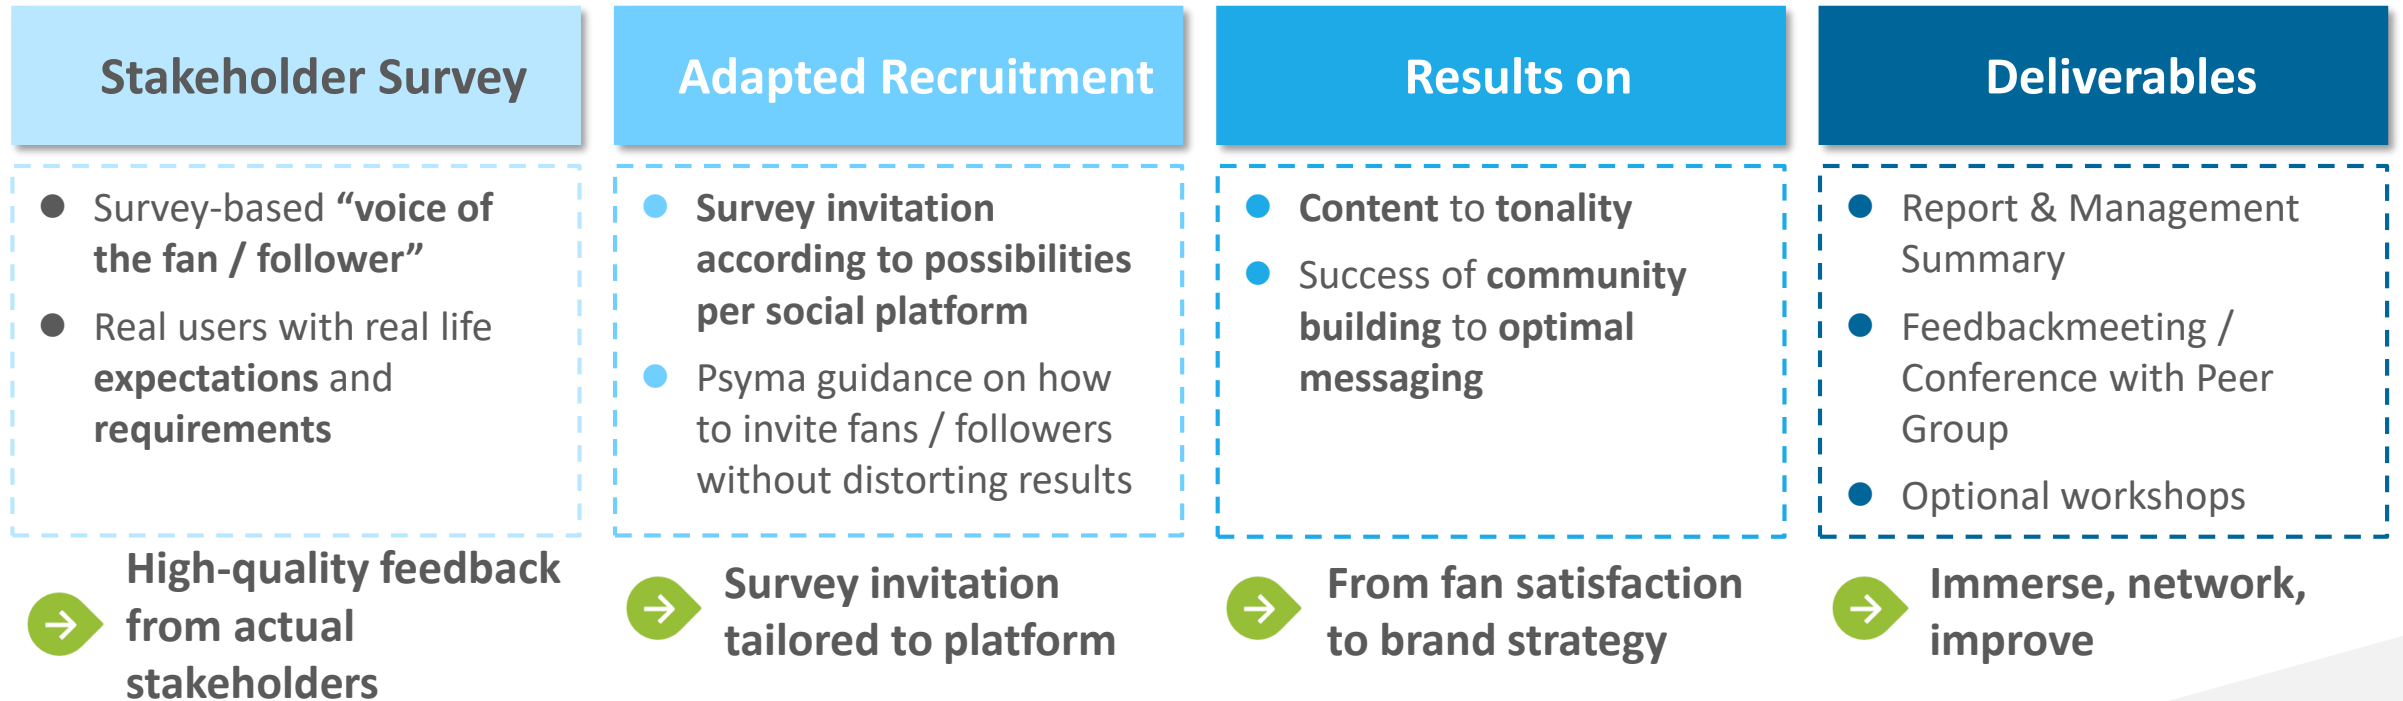 Stakeholder Survey
Survey-based “voice of
the fan / follower”
Real users with real life
expectations and
requirements
High-quality feedback
from actual
stakeholders
Adapted Recruitment
Survey invitation
according to possibilities
per social platform
Psyma guidance on how
to invite fans / followers
without distorting results
Survey invitation
tailored to platform
Results on
Content to tonality
Success of community
building to optimal
messaging
From fan satisfaction
to brand strategy
Deliverables
Report & Management
Summary
Feedbackmeeting /
Conference with Peer
Group
Optional workshops
Immerse, network,
improve